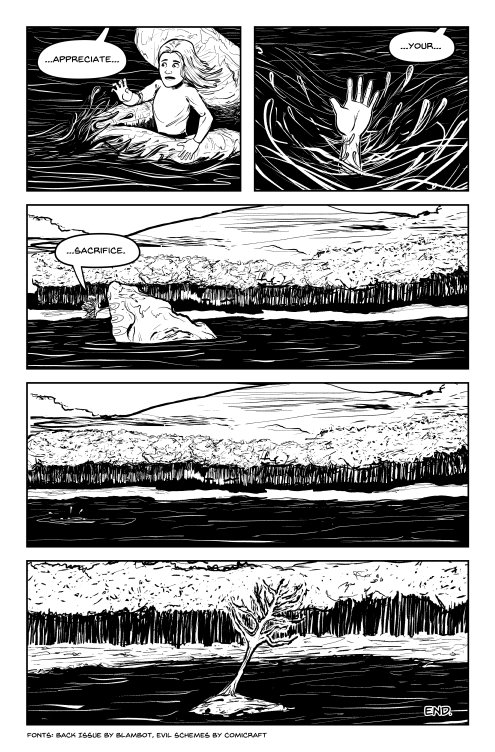 ...APPRECIATE...
...YOUR...
...SACRIFICE.
END.
FONTS: BACK ISSUE BY BLAMBOT, EVIL SCHEMES BY COMICRAFT